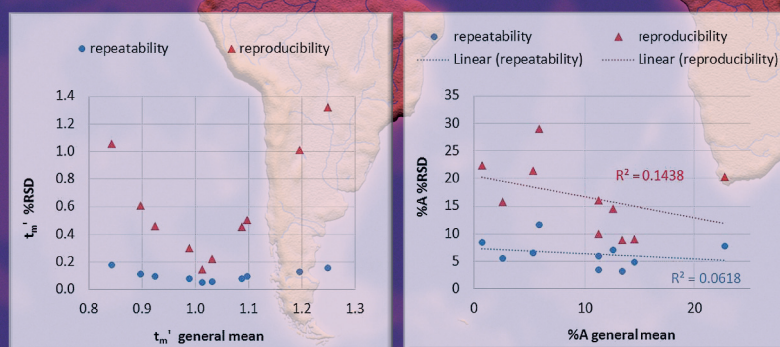 repeatability
reproducibility
1.4
1.2
1.0
0.8
0.6
0.4
0.2
0.0
0.8
0.9
1.0
1.1
1.2
1.3
tm' %RSD
tm' general mean
repeatability
reproducibility
Linear (repeatability)
Linear (reproducibility)
35
30
25
20
15
10
5
0
0
10
20
%A %RSD
R² = 0.1438
R² = 0.0618
%A general mean